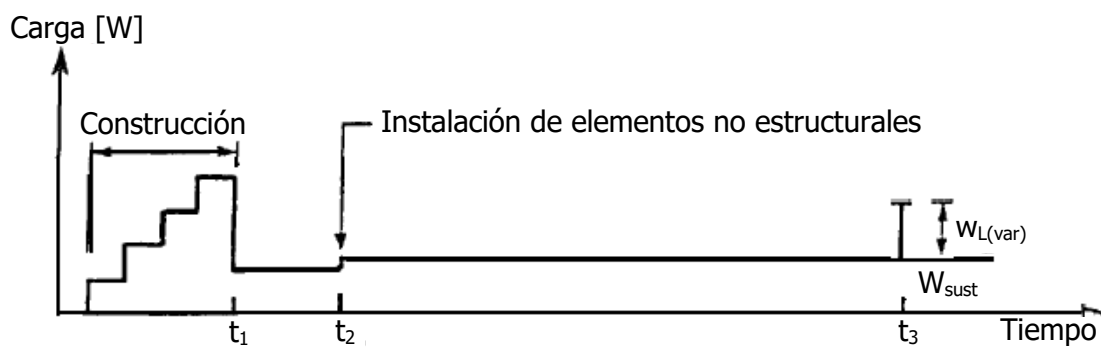 Carga [W]
Construcción
Instalación de elementos no estructurales
wL(var)
Wsust
t1
t2
t3
Tiempo